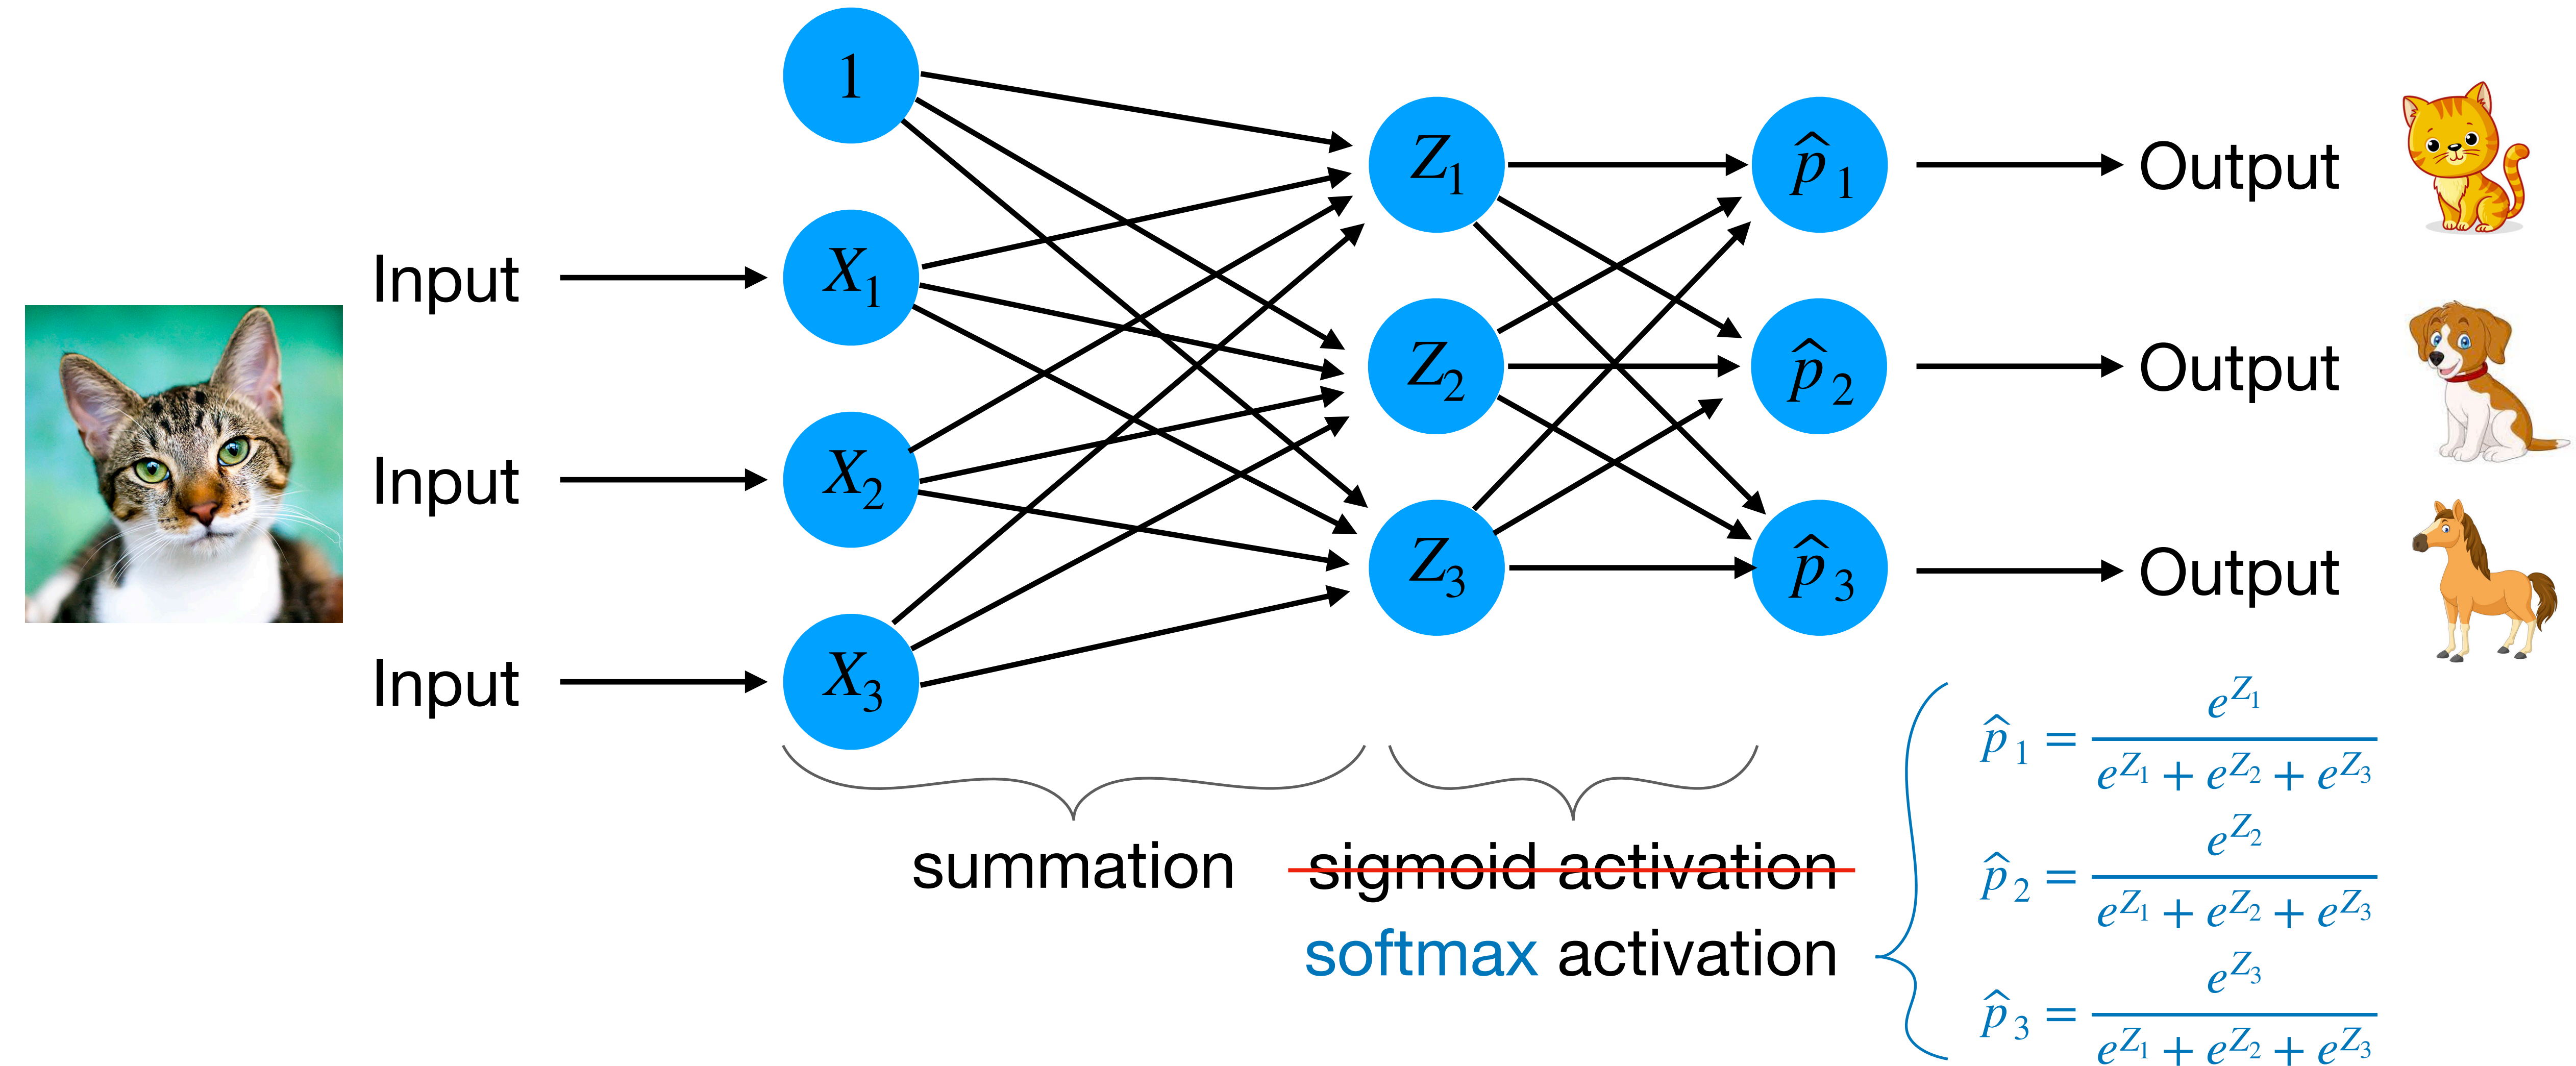 1
Z₁ p̂₁ Output
Input X₁
Z₂ p̂₂ Output
Input X₂
Z₃ p̂₃ Output
Input X₃
p̂₁ = e^{Z₁} / (e^{Z₁} + e^{Z₂} + e^{Z₃})
summation sigmoid activation
p̂₂ = e^{Z₂} / (e^{Z₁} + e^{Z₂} + e^{Z₃})
softmax activation
p̂₃ = e^{Z₃} / (e^{Z₁} + e^{Z₂} + e^{Z₃})